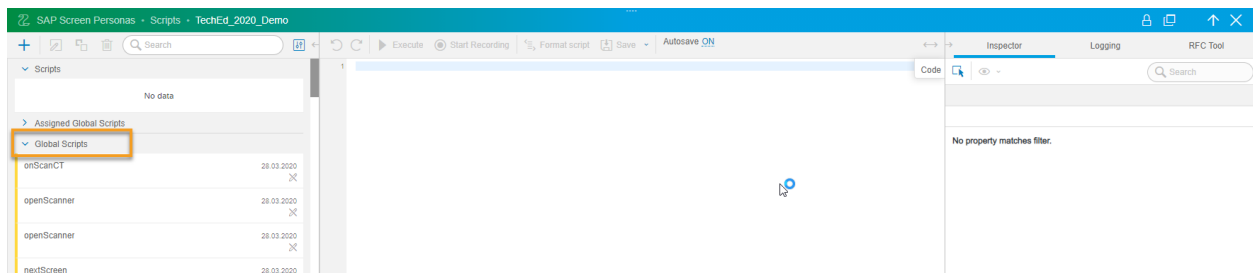 SAP Screen Personas • Scripts • TechEd_2020_Demo
Search
Execute
Start Recording
Format script
Save
Autosave ON
Inspector
Logging
RFC Tool
Scripts
1
Code
Search
No data
Assigned Global Scripts
Global Scripts
No property matches filter.
onScanCT
28.03.2020
openScanner
28.03.2020
openScanner
28.03.2020
nextScreen
28.03.2020